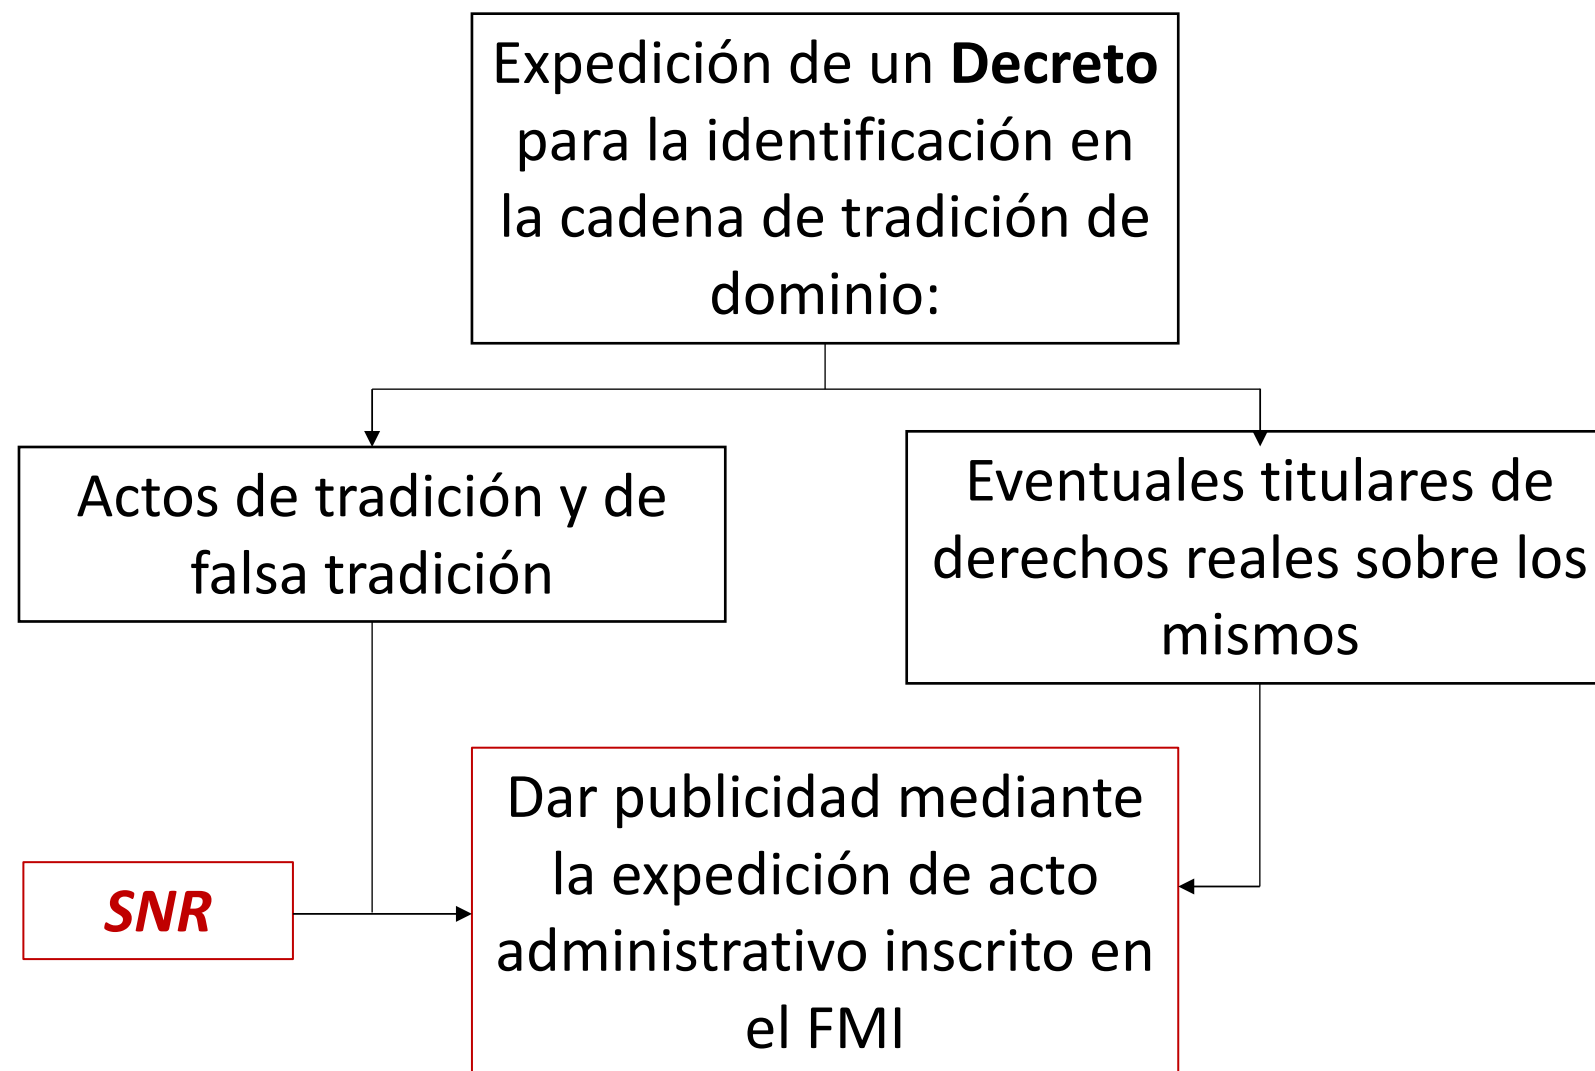 Expedición de un Decreto
para la identificación en
la cadena de tradición de
dominio:
Actos de tradición y de
falsa tradición
Eventuales titulares de
derechos reales sobre los
mismos
Dar publicidad mediante
la expedición de acto
administrativo inscrito en
el FMI
SNR